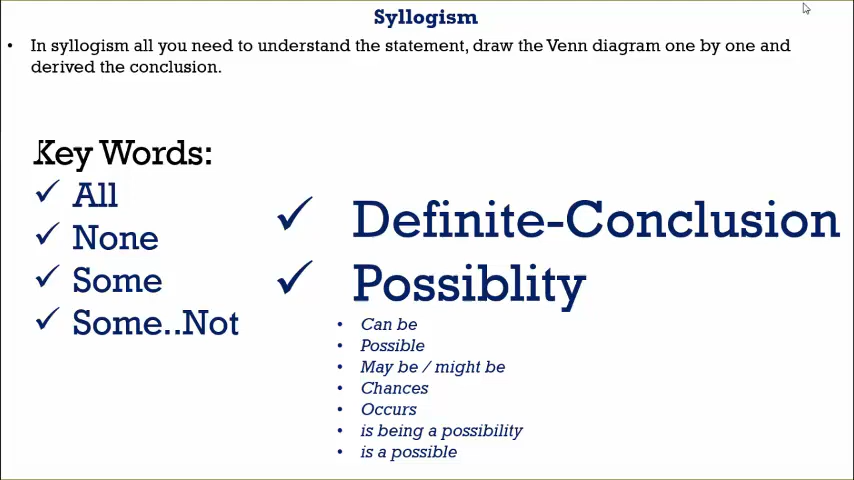 Syllogism
• In syllogism all you need to understand the statement, draw the Venn diagram one by one and
derived the conclusion.
Key Words:
✓ All
✓ None
✓ Some
✓ Some..Not
✓ Definite-Conclusion
✓ Possiblity
• Can be
• Possible
• May be / might be
• Chances
• Occurs
• is being a possibility
• is a possible